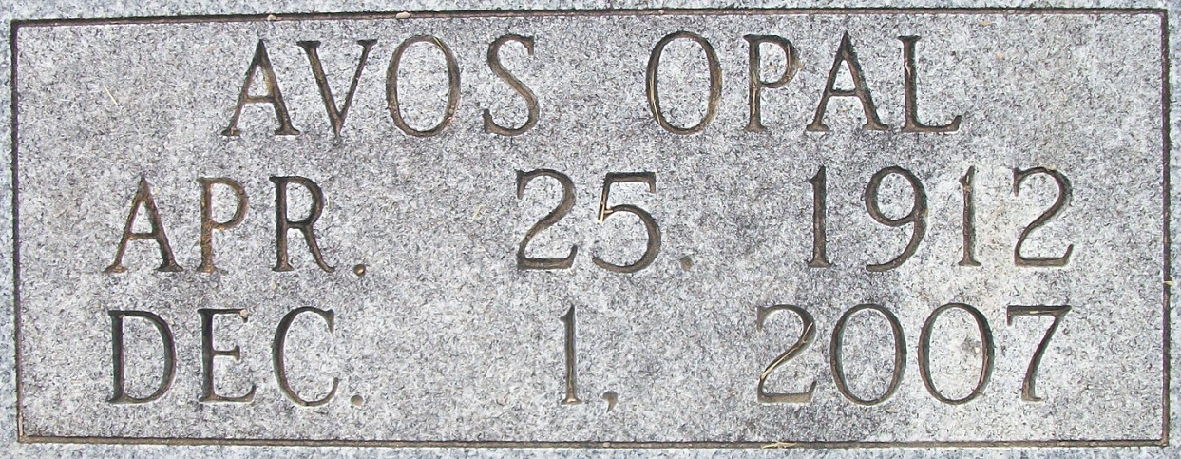 AVOS OPAL
APR. 25. 1912
DEC. 1, 2007